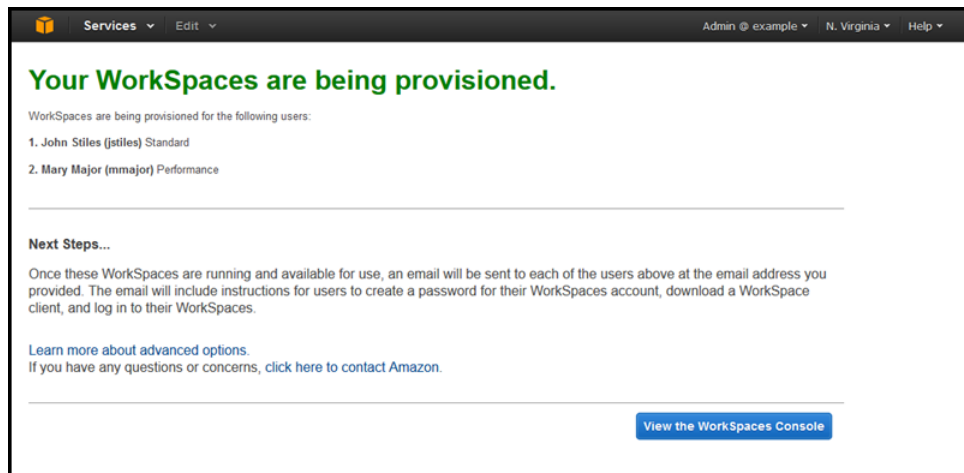 Services Edit Admin @ example N. Virginia Help
Your WorkSpaces are being provisioned.
WorkSpaces are being provisioned for the following users:
1. John Stiles (jstiles) Standard
2. Mary Major (mmajor) Performance
Next Steps...
Once these WorkSpaces are running and available for use, an email will be sent to each of the users above at the email address you
provided. The email will include instructions for users to create a password for their WorkSpaces account, download a WorkSpace
client, and log in to their WorkSpaces.
Learn more about advanced options.
If you have any questions or concerns, click here to contact Amazon.
View the WorkSpaces Console